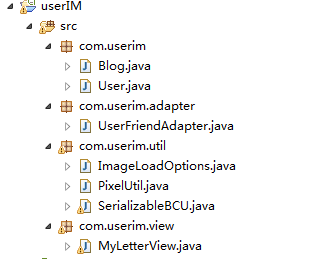 userIM
src
com.userim
Blog.java
User.java
com.userim.adapter
UserFriendAdapter.java
com.userim.util
ImageLoadOptions.java
PixelUtil.java
SerializableBCU.java
com.userim.view
MyLetterView.java